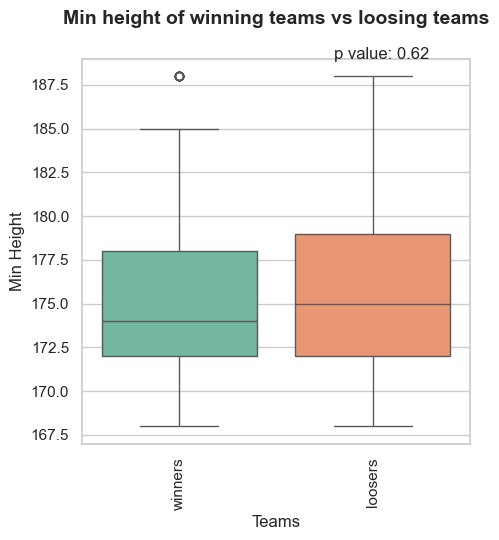 Min height of winning teams vs loosing teams
p value: 0.62
187.5
185.0
182.5
180.0
177.5
175.0
172.5
170.0
167.5
Min Height
winners
loosers
Teams